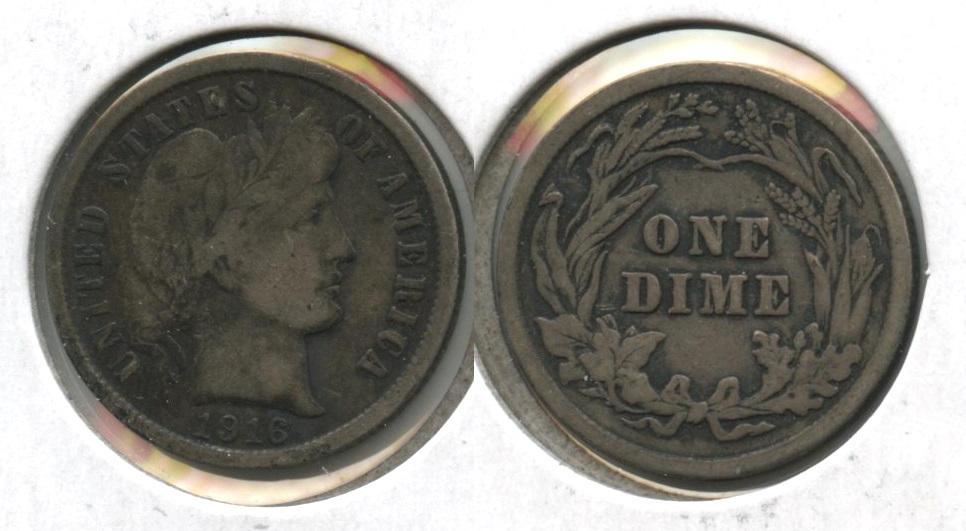 UNITED STATES OF AMERICA
1916
ONE
DIME